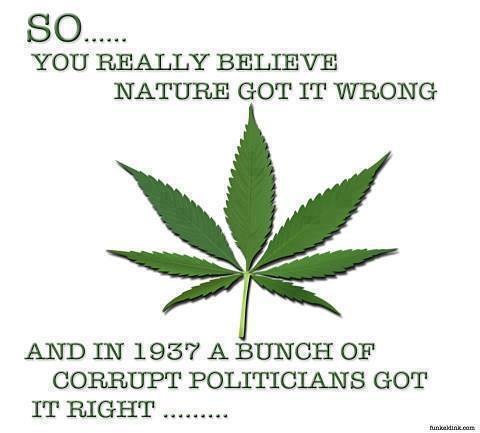 SO......
YOU REALLY BELIEVE
NATURE GOT IT WRONG
AND IN 1937 A BUNCH OF
CORRUPT POLITICIANS GOT
IT RIGHT .........
funkeldink.com